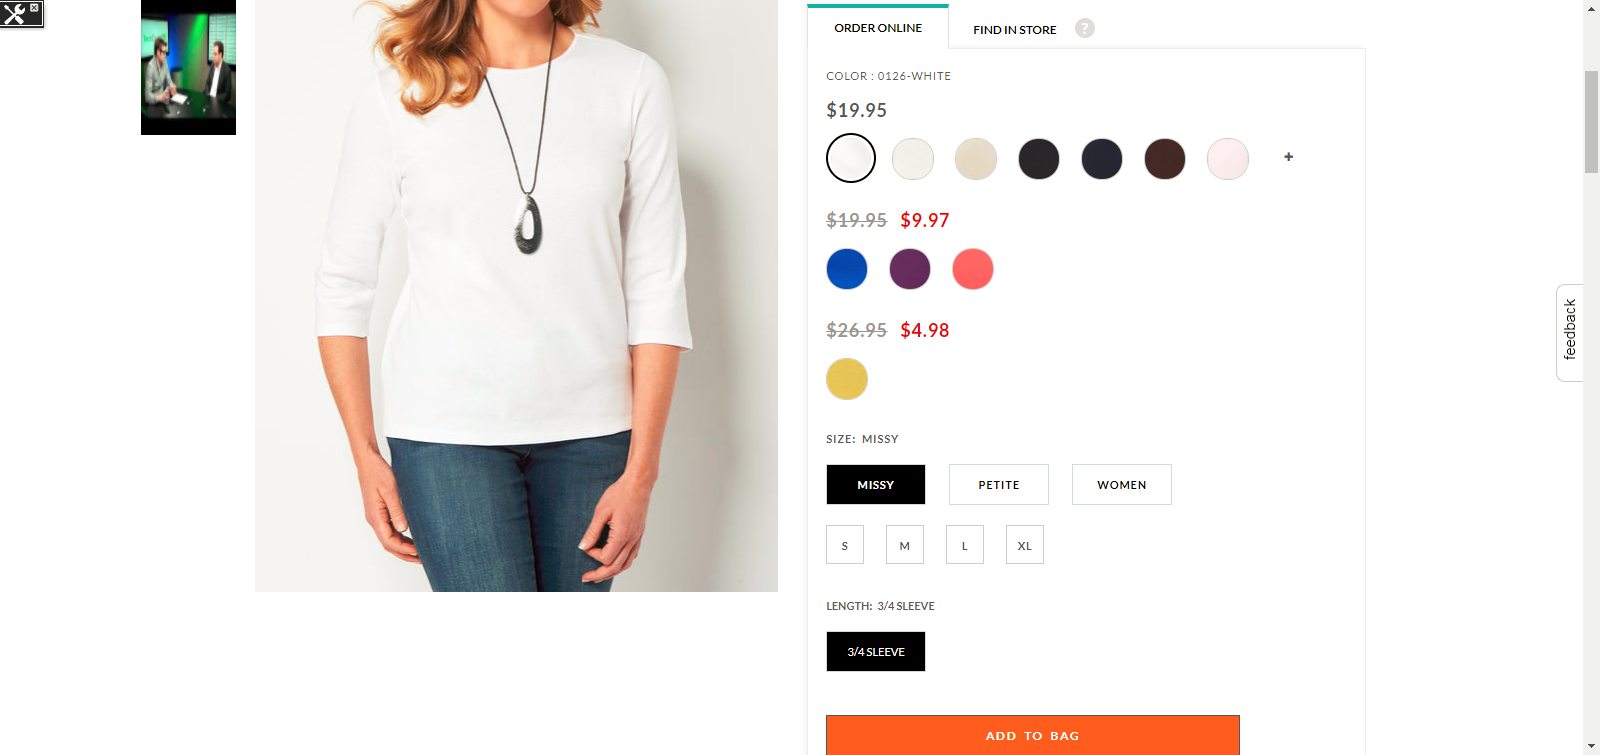 ORDER ONLINE
FIND IN STORE
?
COLOR : 0126-WHITE
$19.95
+
$19.95 $9.97
$26.95 $4.98
SIZE: MISSY
MISSY PETITE WOMEN
S M L XL
LENGTH: 3/4 SLEEVE
3/4 SLEEVE
ADD TO BAG
feedback